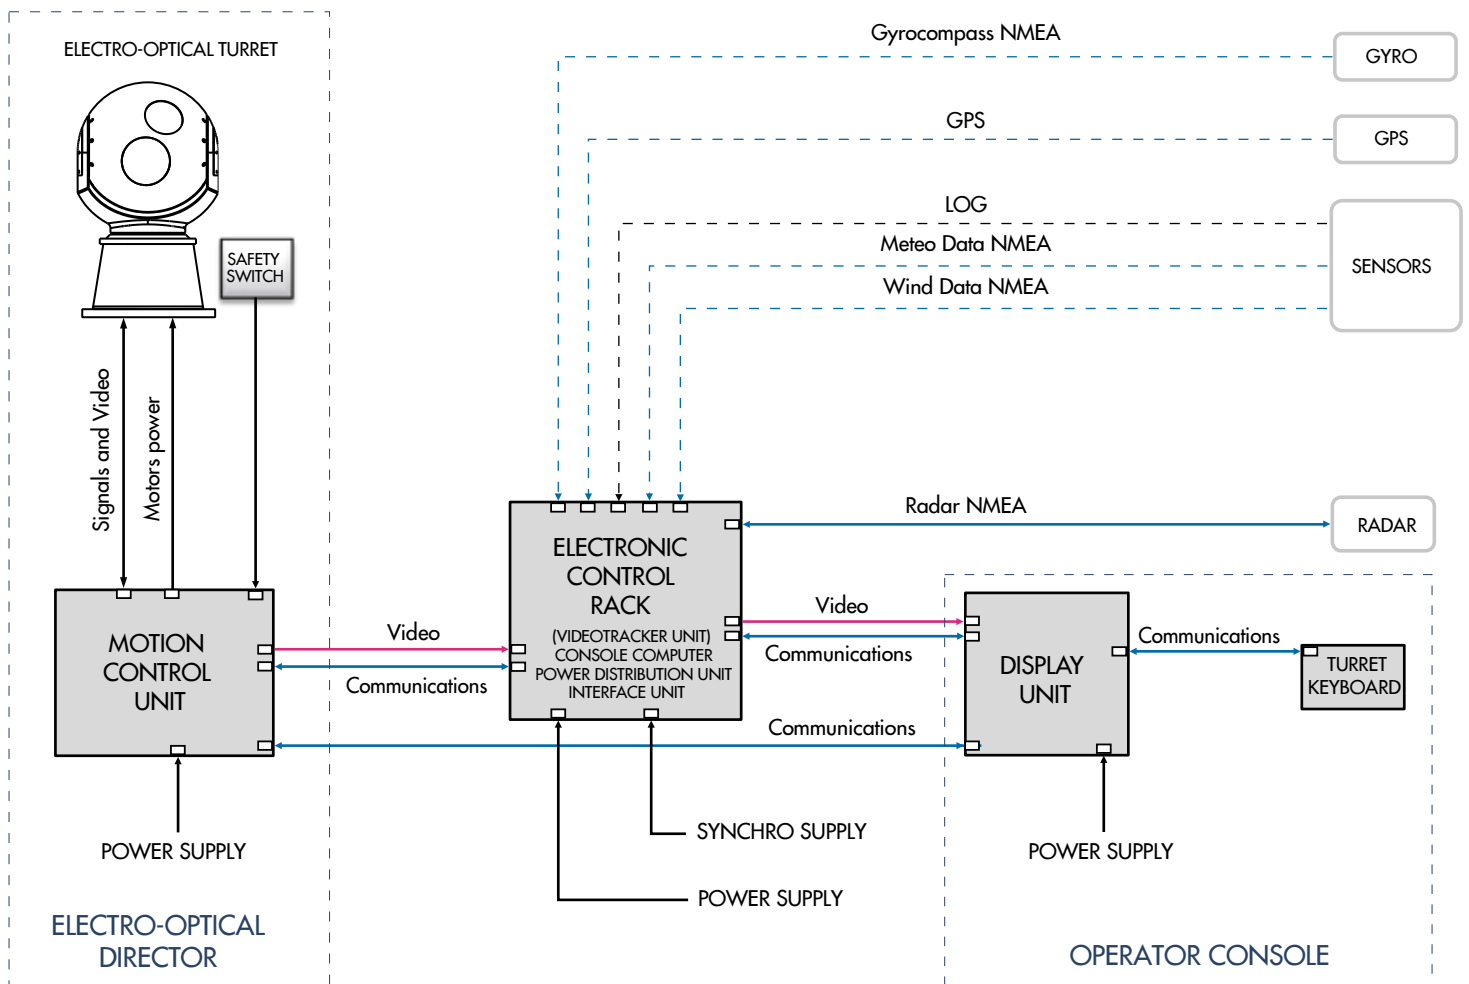 ELECTRO-OPTICAL TURRET
SAFETY
SWITCH
Signals and Video
Motors power
MOTION
CONTROL
UNIT
POWER SUPPLY
ELECTRO-OPTICAL
DIRECTOR
Video
Communications
Gyrocompass NMEA
GYRO
GPS
GPS
LOG
Meteo Data NMEA
Wind Data NMEA
SENSORS
Radar NMEA
RADAR
ELECTRONIC
CONTROL
RACK
(VIDEOTRACKER UNIT)
CONSOLE COMPUTER
POWER DISTRIBUTION UNIT
INTERFACE UNIT
Video
Communications
Communications
SYNCHRO SUPPLY
POWER SUPPLY
DISPLAY
UNIT
Communications
TURRET
KEYBOARD
POWER SUPPLY
OPERATOR CONSOLE